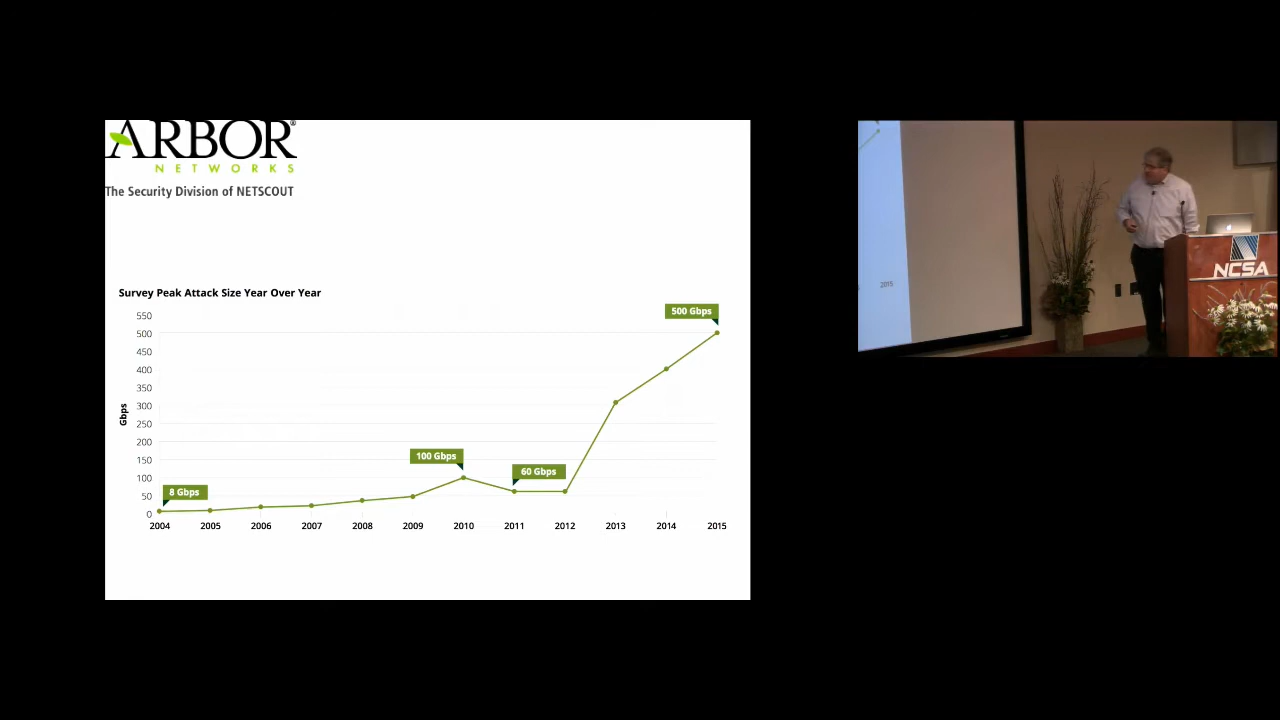 ARBOR®
NETWORKS
The Security Division of NETSCOUT
Survey Peak Attack Size Year Over Year
Gbps
550
500
450
400
350
300
250
200
150
100
50
0
8 Gbps
100 Gbps
60 Gbps
500 Gbps
2004 2005 2006 2007 2008 2009 2010 2011 2012 2013 2014 2015
2015
NCSA